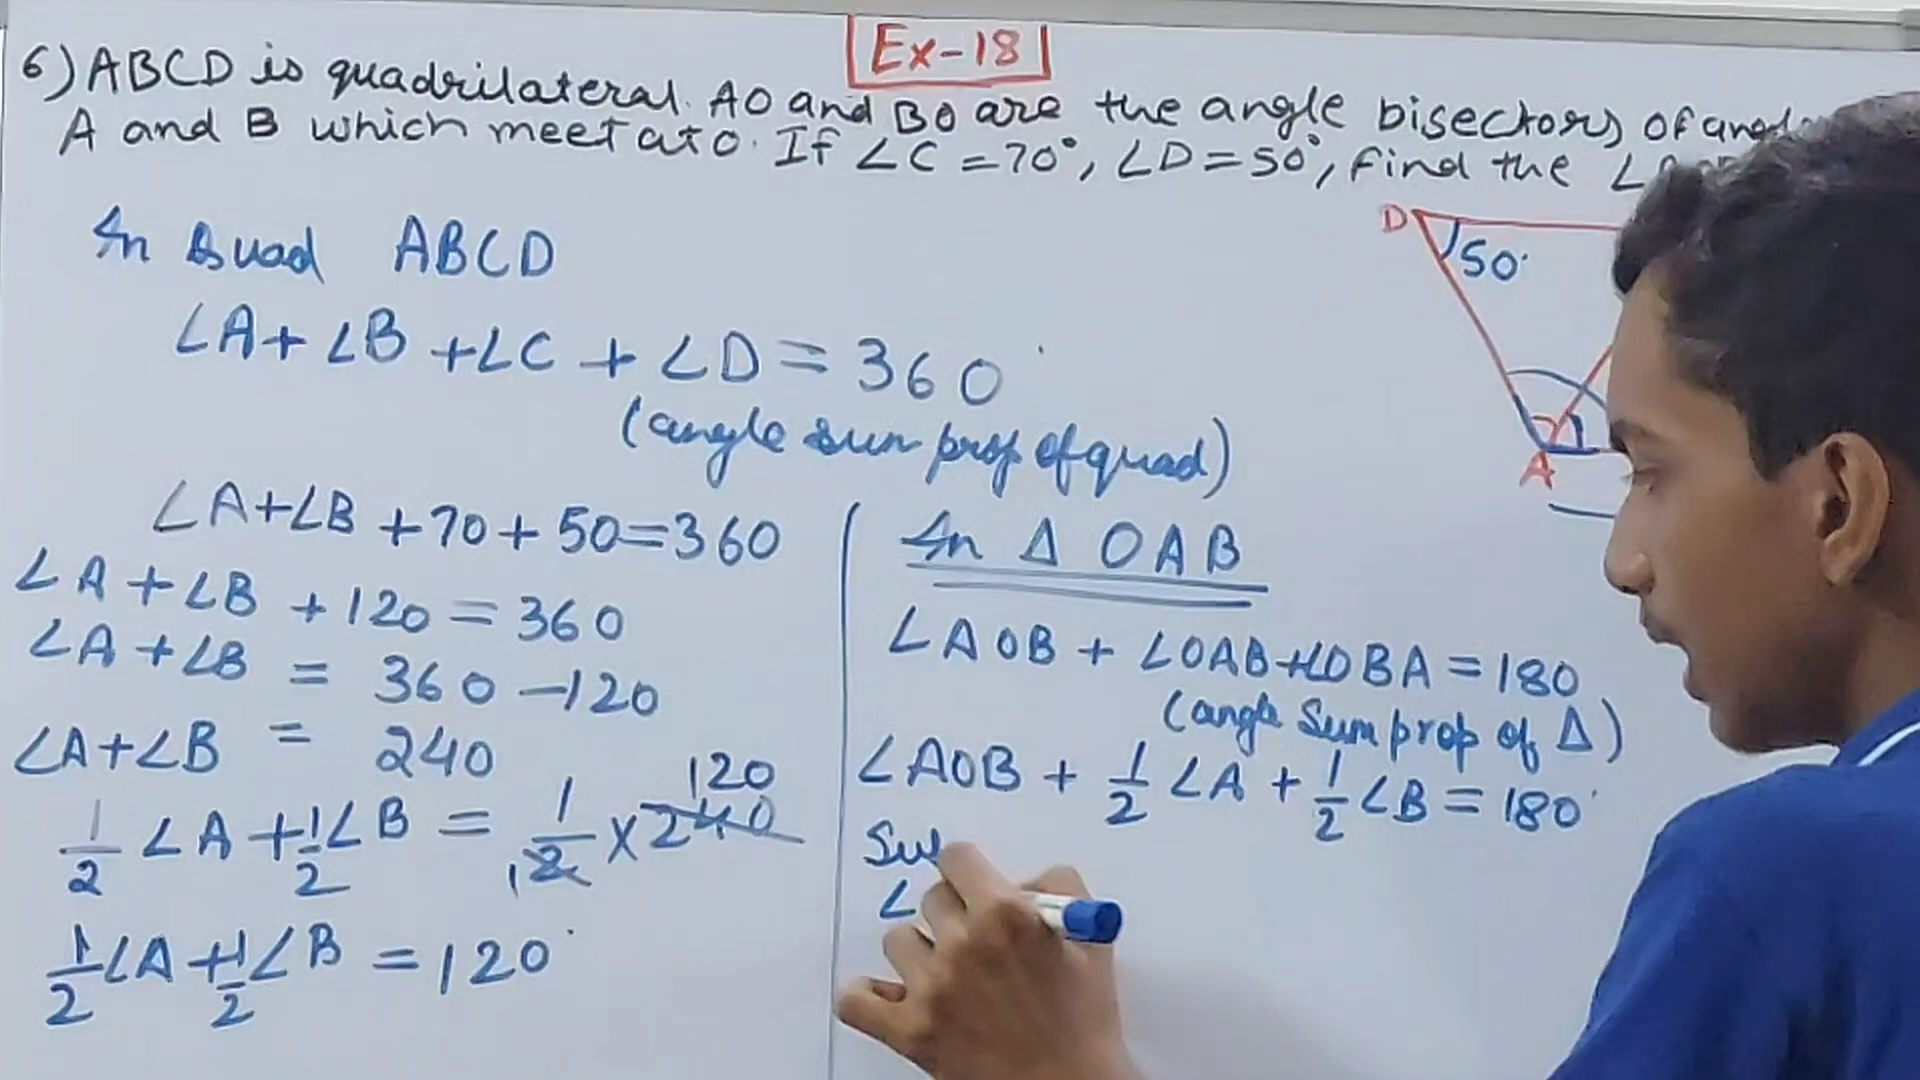 Ex-18
6) ABCD is quadrilateral. AO and BO are the angle bisectors of
A and B which meet at O. If ∠C = 70°, ∠D = 50°, find the
D
50°
A
In Quad ABCD
∠A + ∠B + ∠C + ∠D = 360°
(angle sum prop of quad)
∠A + ∠B + 70 + 50 = 360
∠A + ∠B + 120 = 360
∠A + ∠B = 360 - 120
∠A + ∠B = 240
1/2 ∠A + 1/2 ∠B = 1/2 × 240
1 120
1/2 ∠A + 1/2 ∠B = 120°
In Δ OAB
∠AOB + ∠OAB + ∠OBA = 180
(angle sum prop of Δ)
∠AOB + 1/2 ∠A + 1/2 ∠B = 180°
∠